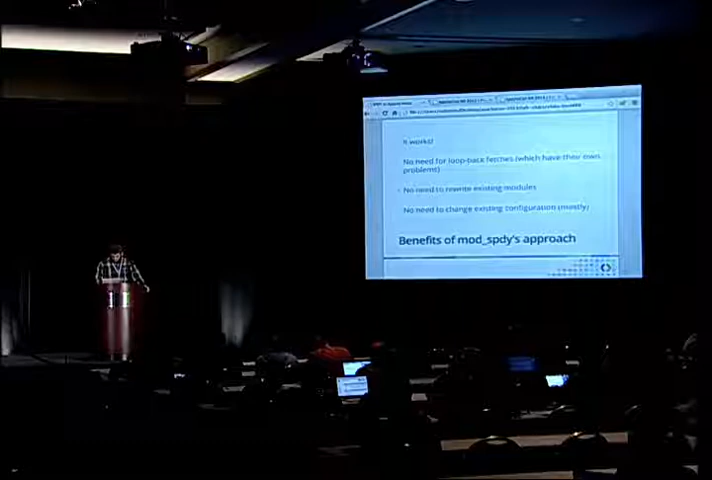 It works!
No need for loop-back fetches (which have their own
problems)
No need to rewrite existing modules
No need to change existing configuration (mostly)
Benefits of mod_spdy's approach